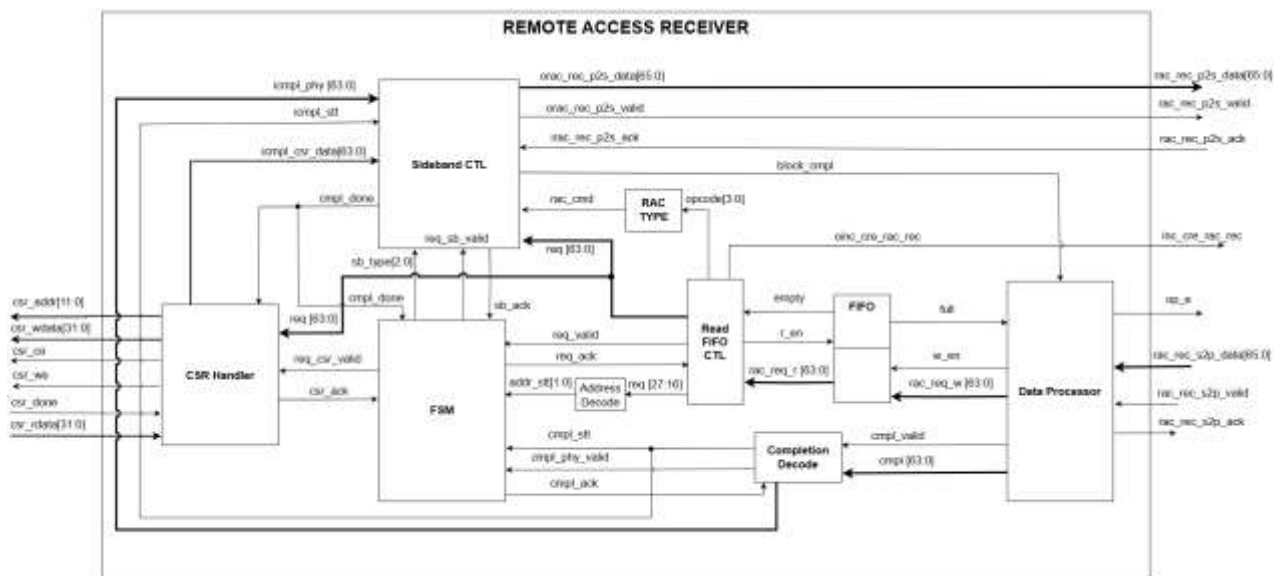 REMOTE ACCESS RECEIVER
icmpl_phy [63:0]
orac_rec_p2s_data[65:0]
rac_rec_p2s_data[65:0]
icmpl_stt
orac_rec_p2s_valid
rac_rec_p2s_valid
irac_rec_p2s_ack
rac_rec_p2s_ack
icmpl_csr_data[63:0]
Sideband CTL
block_cmpl
cmpl_done
rac_cmd
RAC TYPE
opcode[3:0]
req_sb_valid
req [63:0]
oinc_cre_rac_rec
inc_cre_rac_rec
sb_type[2:0]
cmpl_done
sb_ack
csr_addr[11:0]
req [63:0]
csr_wdata[31:0]
empty
FIFO
full
req_valid
Read FIFO CTL
r_en
csr_cs
req_csr_valid
req_ack
w_en
rac_rec_s2p_data[65:0]
csr_we
CSR Handler
addr_stt[1:0]
Address Decode
req [27:16]
rac_req_r [63:0]
rac_req_w [63:0]
Data Processor
csr_done
csr_ack
FSM
rac_rec_s2p_valid
csr_rdata[31:0]
rac_rec_s2p_ack
cmpl_stt
Completion Decode
cmpl_valid
cmpl_phy_valid
cmpl [63:0]
cmpl_ack